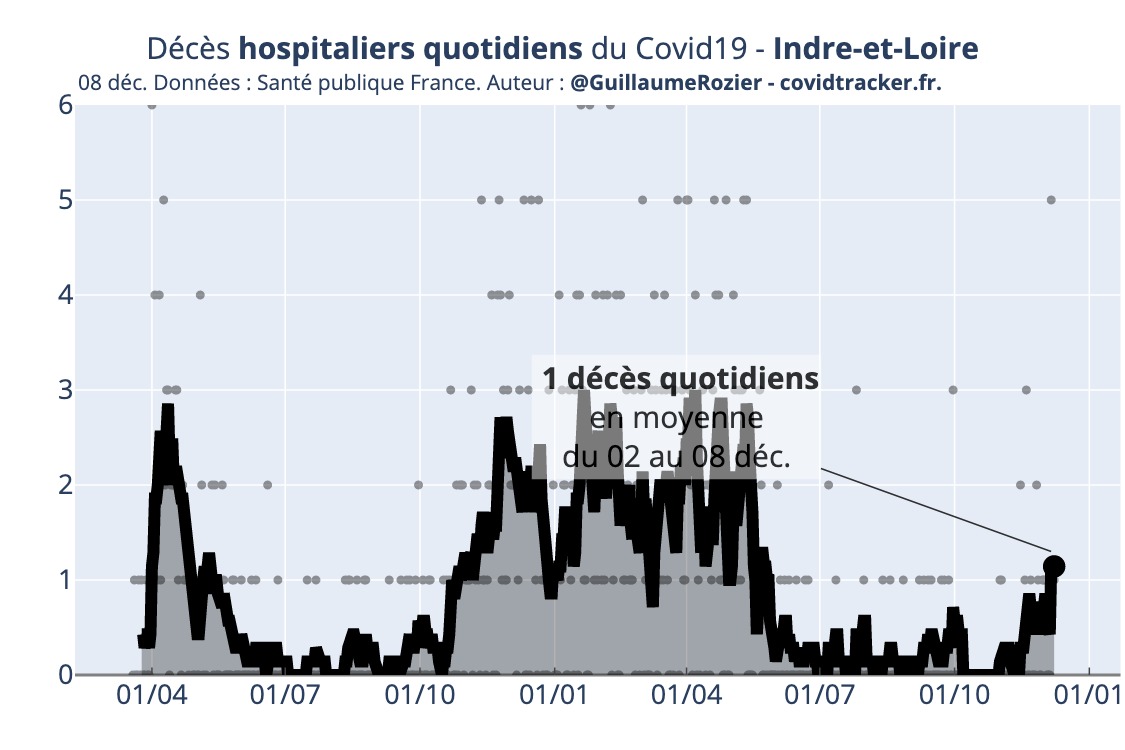 Décès hospitaliers quotidiens du Covid19 - Indre-et-Loire
08 déc. Données : Santé publique France. Auteur : @GuillaumeRozier - covidtracker.fr.
6
5
4
3
2
1
0
1 décès quotidiens
en moyenne
du 02 au 08 déc.
01/04 01/07 01/10 01/01 01/04 01/07 01/10 01/01